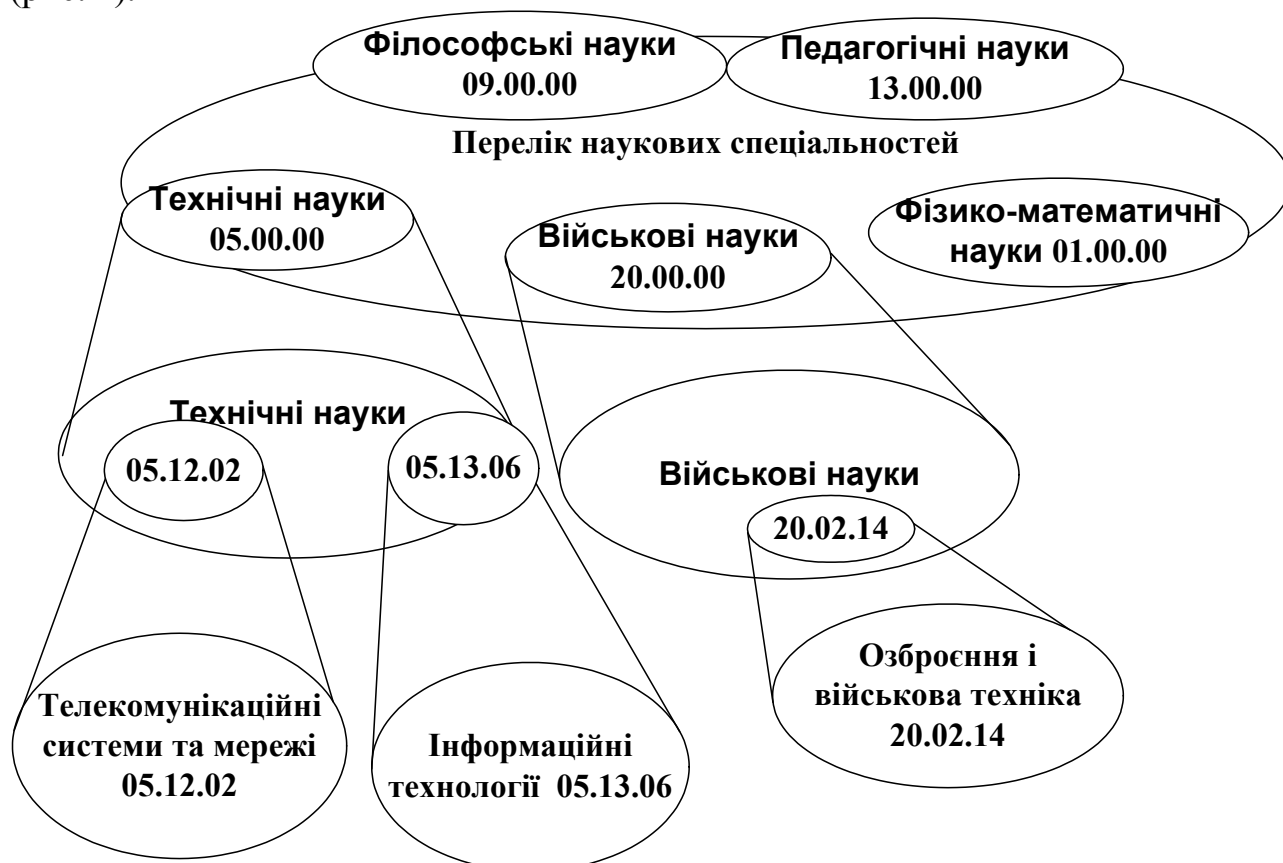 Філософські науки
09.00.00
Педагогічні науки
13.00.00
Перелік наукових спеціальностей
Технічні науки
05.00.00
Військові науки
20.00.00
Фізико-математичні
науки 01.00.00
Технічні науки
05.12.02
05.13.06
Військові науки
20.02.14
Телекомунікаційні
системи та мережі
05.12.02
Інформаційні
технології 05.13.06
Озброєння і
військова техніка
20.02.14